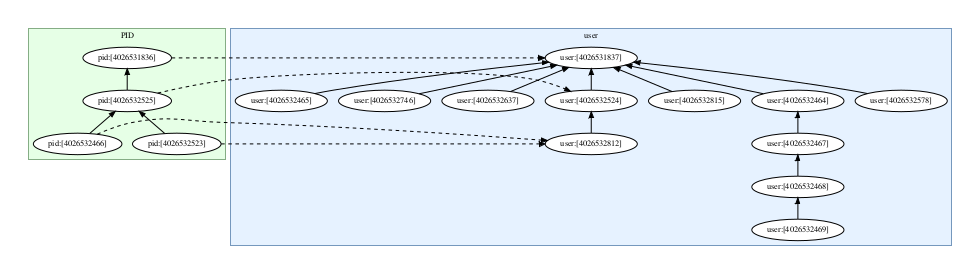 PID
user
pid:[4026531836]
user:[4026531837]
pid:[4026532525]
user:[4026532465]
user:[4026532746]
user:[4026532637]
user:[4026532524]
user:[4026532815]
user:[4026532464]
user:[4026532578]
pid:[4026532466]
pid:[4026532523]
user:[4026532812]
user:[4026532467]
user:[4026532468]
user:[4026532469]